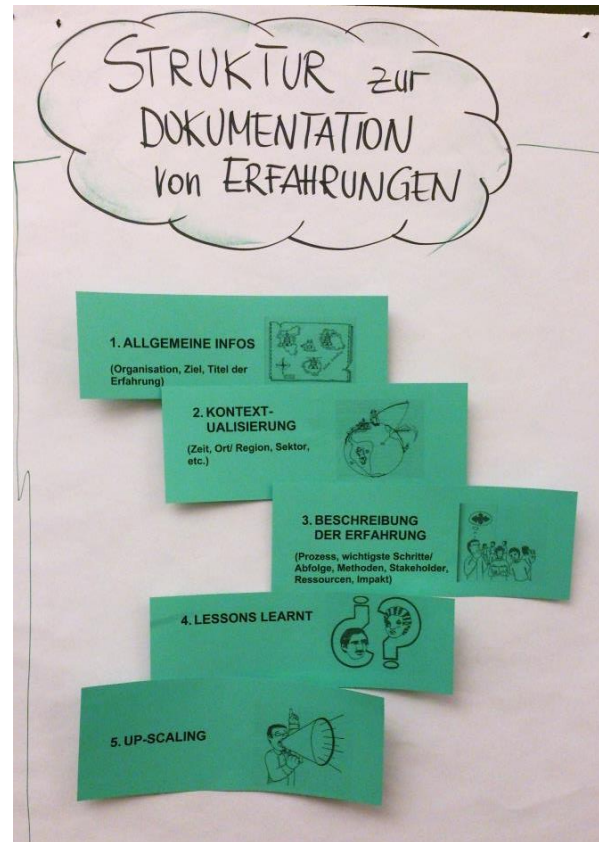 STRUKTUR zur
DOKUMENTATION
von ERFAHRUNGEN
1. ALLGEMEINE INFOS
(Organisation, Ziel, Titel der
Erfahrung)
2. KONTEXT-
UALISIERUNG
(Zeit, Ort/ Region, Sektor,
etc.)
3. BESCHREIBUNG
DER ERFAHRUNG
(Prozess, wichtigste Schritte/
Abfolge, Methoden, Stakeholder,
Ressourcen, Impakt)
4. LESSONS LEARNT
5. UP-SCALING